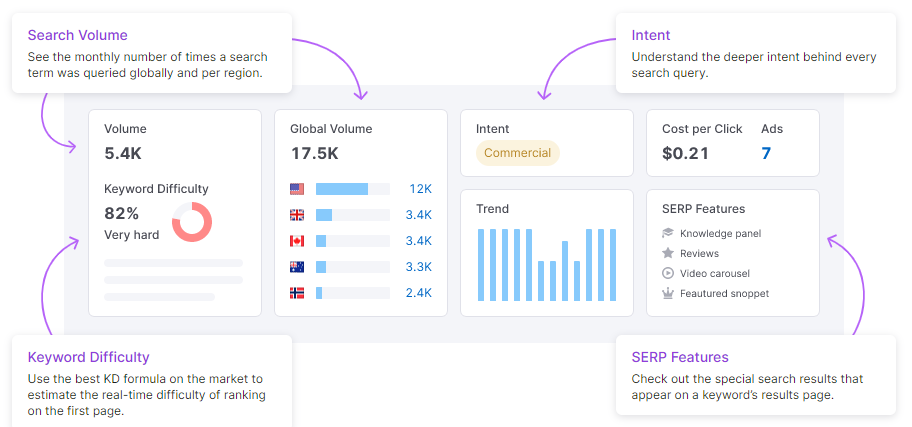 Search Volume
See the monthly number of times a search
term was queried globally and per region.
Intent
Understand the deeper intent behind every
search query.
Volume
5.4K
Keyword Difficulty
82%
Very hard
Global Volume
17.5K
12K
3.4K
3.4K
3.3K
2.4K
Intent
Commercial
Cost per Click Ads
$0.21 7
Trend
SERP Features
Knowledge panel
Reviews
Video carousel
Feautured snoppet
Keyword Difficulty
Use the best KD formula on the market to
estimate the real-time difficulty of ranking
on the first page.
SERP Features
Check out the special search results that
appear on a keyword's results page.